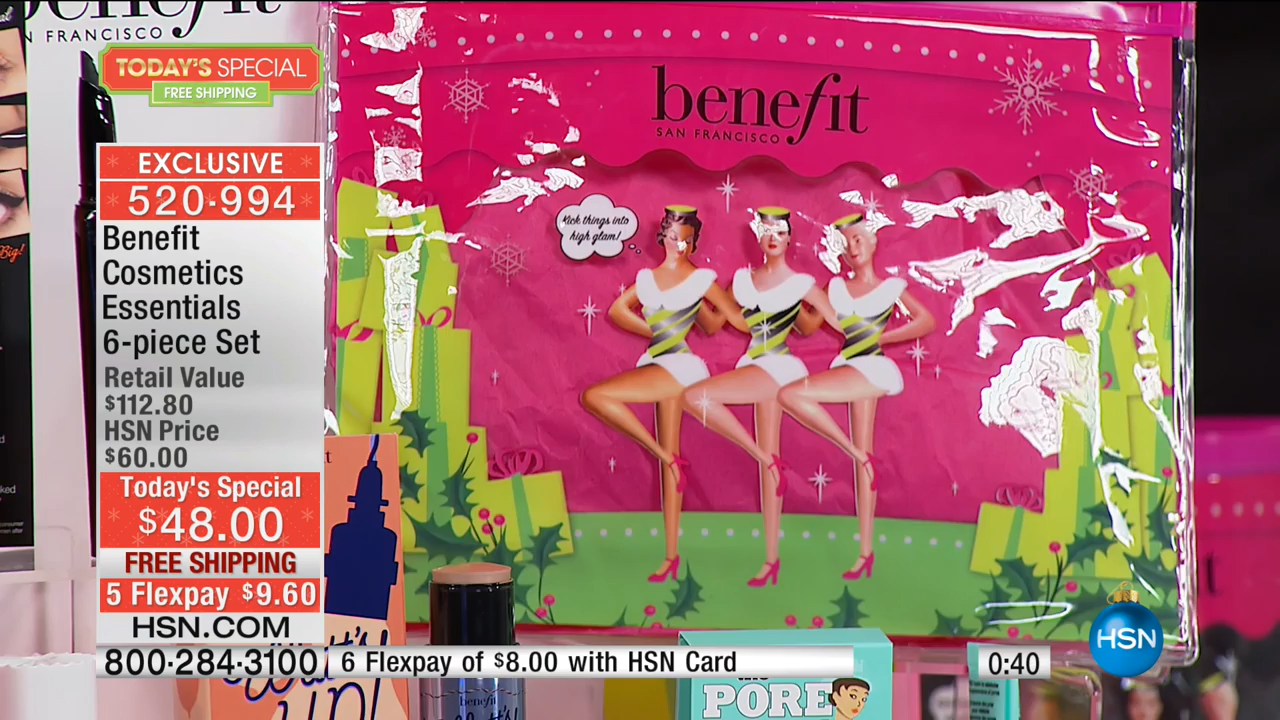 benefit
SAN FRANCISCO
TODAY'S SPECIAL
FREE SHIPPING
EXCLUSIVE
520·994
Benefit
Cosmetics
Essentials
6-piece Set
Retail Value
$112.80
HSN Price
$60.00
Today's Special
$48.00
FREE SHIPPING
5 Flexpay $9.60
HSN.COM
800·284·3100
6 Flexpay of $8.00 with HSN Card
0:40
HSN
benefit
SAN FRANCISCO
Kick things into
high glam!
Big!
benefit
PORE
up!